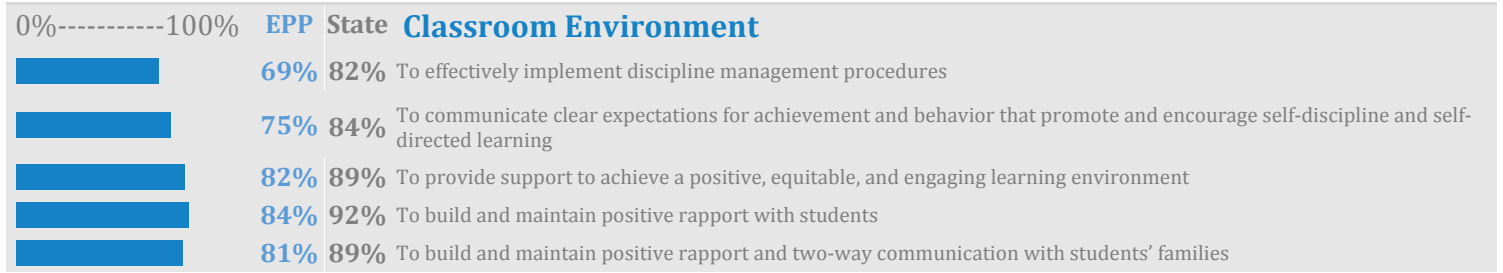 0%-----------100% EPP State Classroom Environment
69% 82% To effectively implement discipline management procedures
75% 84% To communicate clear expectations for achievement and behavior that promote and encourage self-discipline and self-
directed learning
82% 89% To provide support to achieve a positive, equitable, and engaging learning environment
84% 92% To build and maintain positive rapport with students
81% 89% To build and maintain positive rapport and two-way communication with students’ families